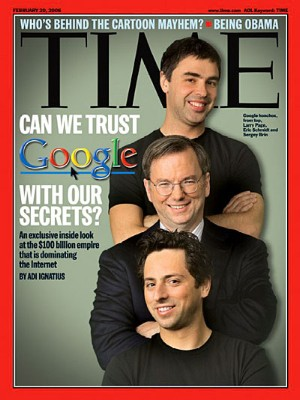 WHO'S BEHIND THE CARTOON MAYHEM? BEING OBAMA
FEBRUARY 20, 2006 www.time.com AOL Keyword: TIME
TIME
Google honchos,
from top,
Larry Page,
Eric Schmidt and
Sergey Brin
CAN WE TRUST
Google
WITH OUR
SECRETS?
An exclusive inside look
at the $100 billion empire
that is dominating
the Internet
BY ADI IGNATIUS